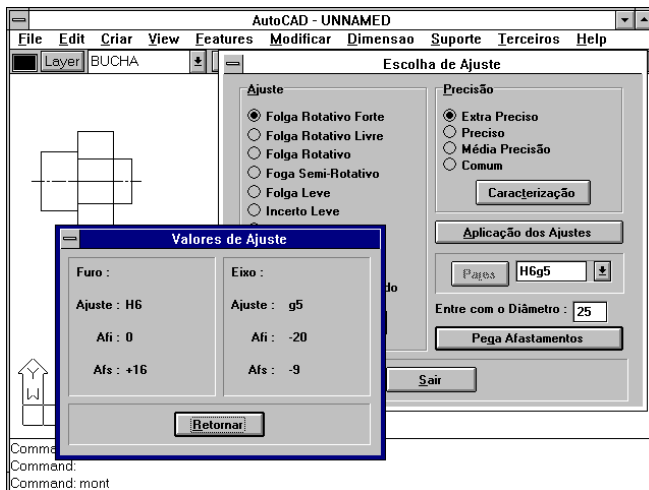 AutoCAD - UNNAMED
File Edit Criar View Features Modificar Dimensao Suporte Terceiros Help
Layer BUCHA
Escolha de Ajuste
Ajuste
Folga Rotativo Forte
Folga Rotativo Livre
Folga Rotativo
Foga Semi-Rotativo
Folga Leve
Incerto Leve
do
Precisão
Extra Preciso
Preciso
Média Precisão
Comum
Caracterização
Aplicação dos Ajustes
Pares H6g5
Entre com o Diâmetro : 25
Pega Afastamentos
Sair
Valores de Ajuste
Furo :
Ajuste : H6
Afi : 0
Afs : +16
Eixo :
Ajuste : g5
Afi : -20
Afs : -9
Retornar
W
Comma
Command:
Command: mont